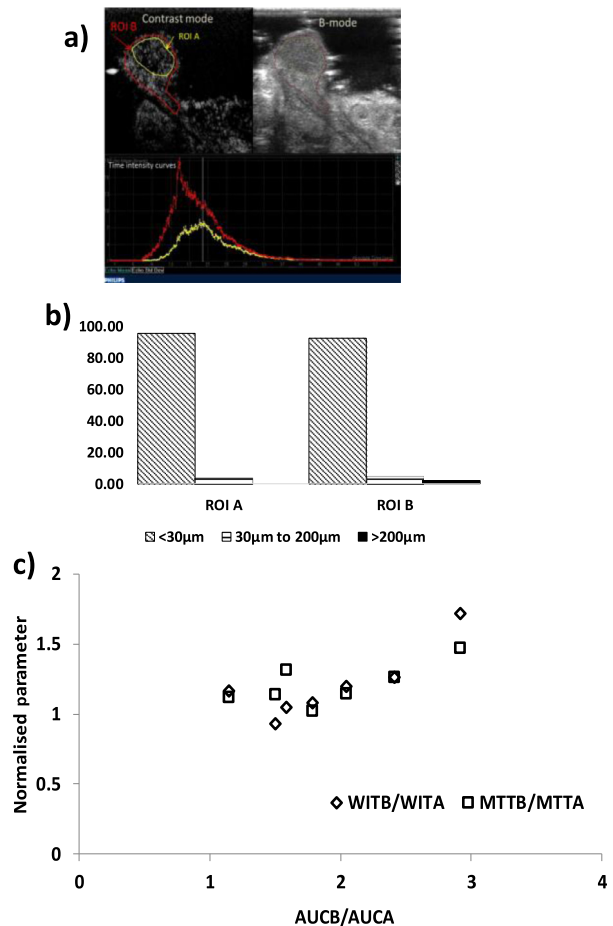 a)
Contrast mode
B-mode
ROI B
ROI A
Time intensity curves
PHILIPS
b)
100.00
80.00
60.00
40.00
20.00
0.00
ROI A
ROI B
<30µm
30µm to 200µm
>200µm
c)
Normalised parameter
2
1.5
1
0.5
0
0
1
2
3
4
WITB/WITA
MTTB/MTTA
AUCB/AUCA